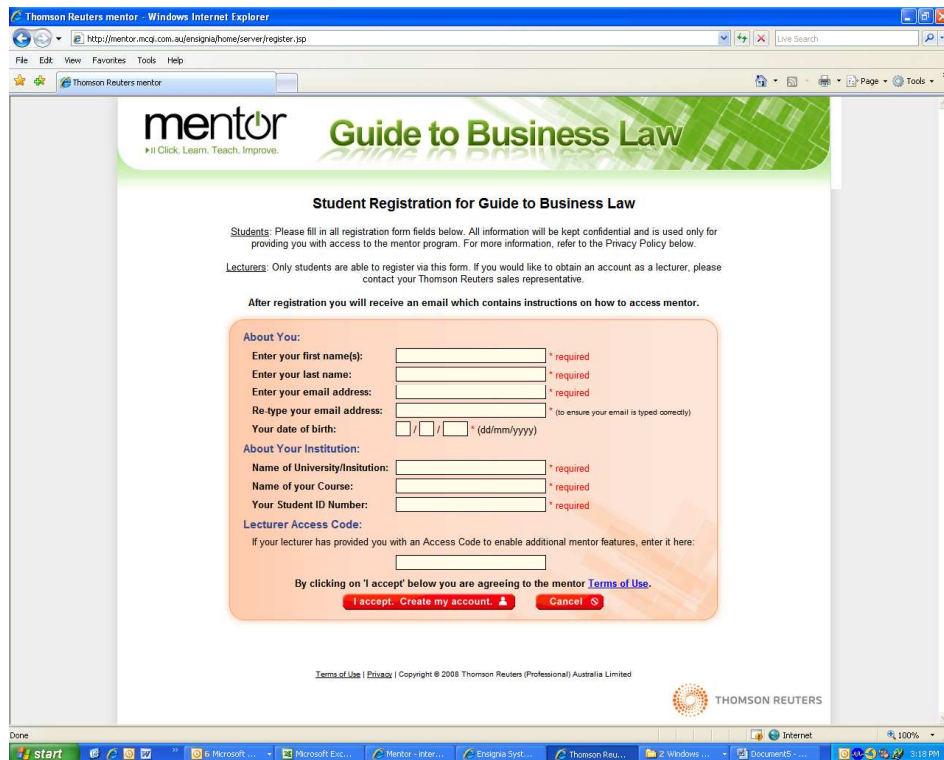 Thomson Reuters mentor - Windows Internet Explorer
http://mentor.mcqi.com.au/ensignia/home/server/register.jsp
Live Search
File Edit View Favorites Tools Help
Thomson Reuters mentor
Page Tools
mentor
Click. Learn. Teach. Improve.
Guide to Business Law
Student Registration for Guide to Business Law
Students: Please fill in all registration form fields below. All information will be kept confidential and is used only for
providing you with access to the mentor program. For more information, refer to the Privacy Policy below.
Lecturers: Only students are able to register via this form. If you would like to obtain an account as a lecturer, please
contact your Thomson Reuters sales representative.
After registration you will receive an email which contains instructions on how to access mentor.
About You:
Enter your first name(s): * required
Enter your last name: * required
Enter your email address: * required
Re-type your email address: * (to ensure your email is typed correctly)
Your date of birth: / / * (dd/mm/yyyy)
About Your Institution:
Name of University/Insitution: * required
Name of your Course: * required
Your Student ID Number: * required
Lecturer Access Code:
If your lecturer has provided you with an Access Code to enable additional mentor features, enter it here:
By clicking on 'I accept' below you are agreeing to the mentor Terms of Use.
I accept. Create my account. Cancel
Terms of Use | Privacy | Copyright © 2008 Thomson Reuters (Professional) Australia Limited
THOMSON REUTERS
Done Internet 100%
start 6 Microsoft ... Microsoft Exc... Mentor - inter... Ensignia Syst... Thomson Reu... 2 Windows ... Document5 - ... 3:18 PM